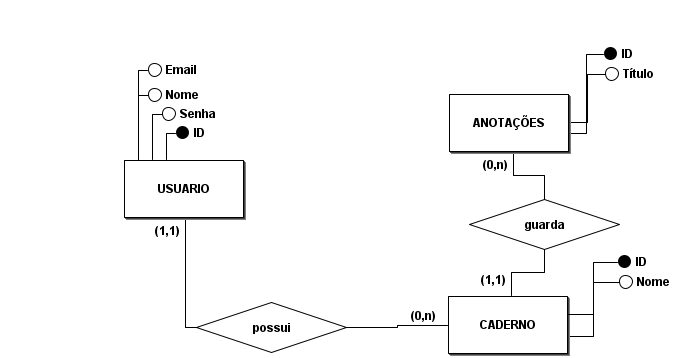 ID
Email
Título
Nome
Senha
ANOTAÇÕES
ID
(0,n)
USUARIO
guarda
(1,1)
ID
(1,1)
Nome
(0,n)
CADERNO
possui